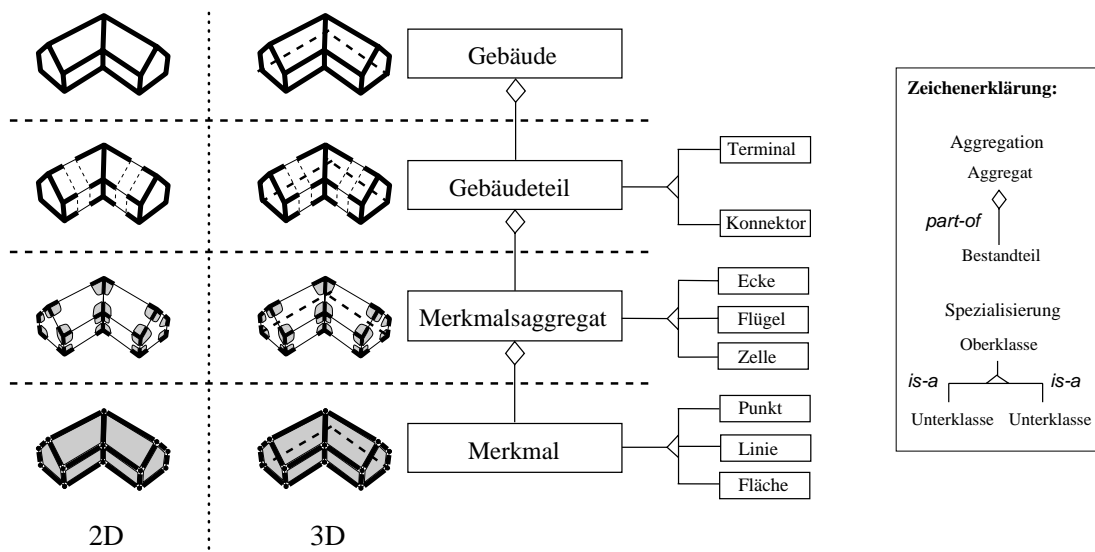 Gebäude
Gebäudeteil
Terminal
Konnektor
Merkmalsaggregat
Ecke
Flügel
Zelle
Merkmal
Punkt
Linie
Fläche
2D
3D
Zeichenerklärung:
Aggregation
Aggregat
part-of
Bestandteil
Spezialisierung
Oberklasse
is-a is-a
Unterklasse Unterklasse